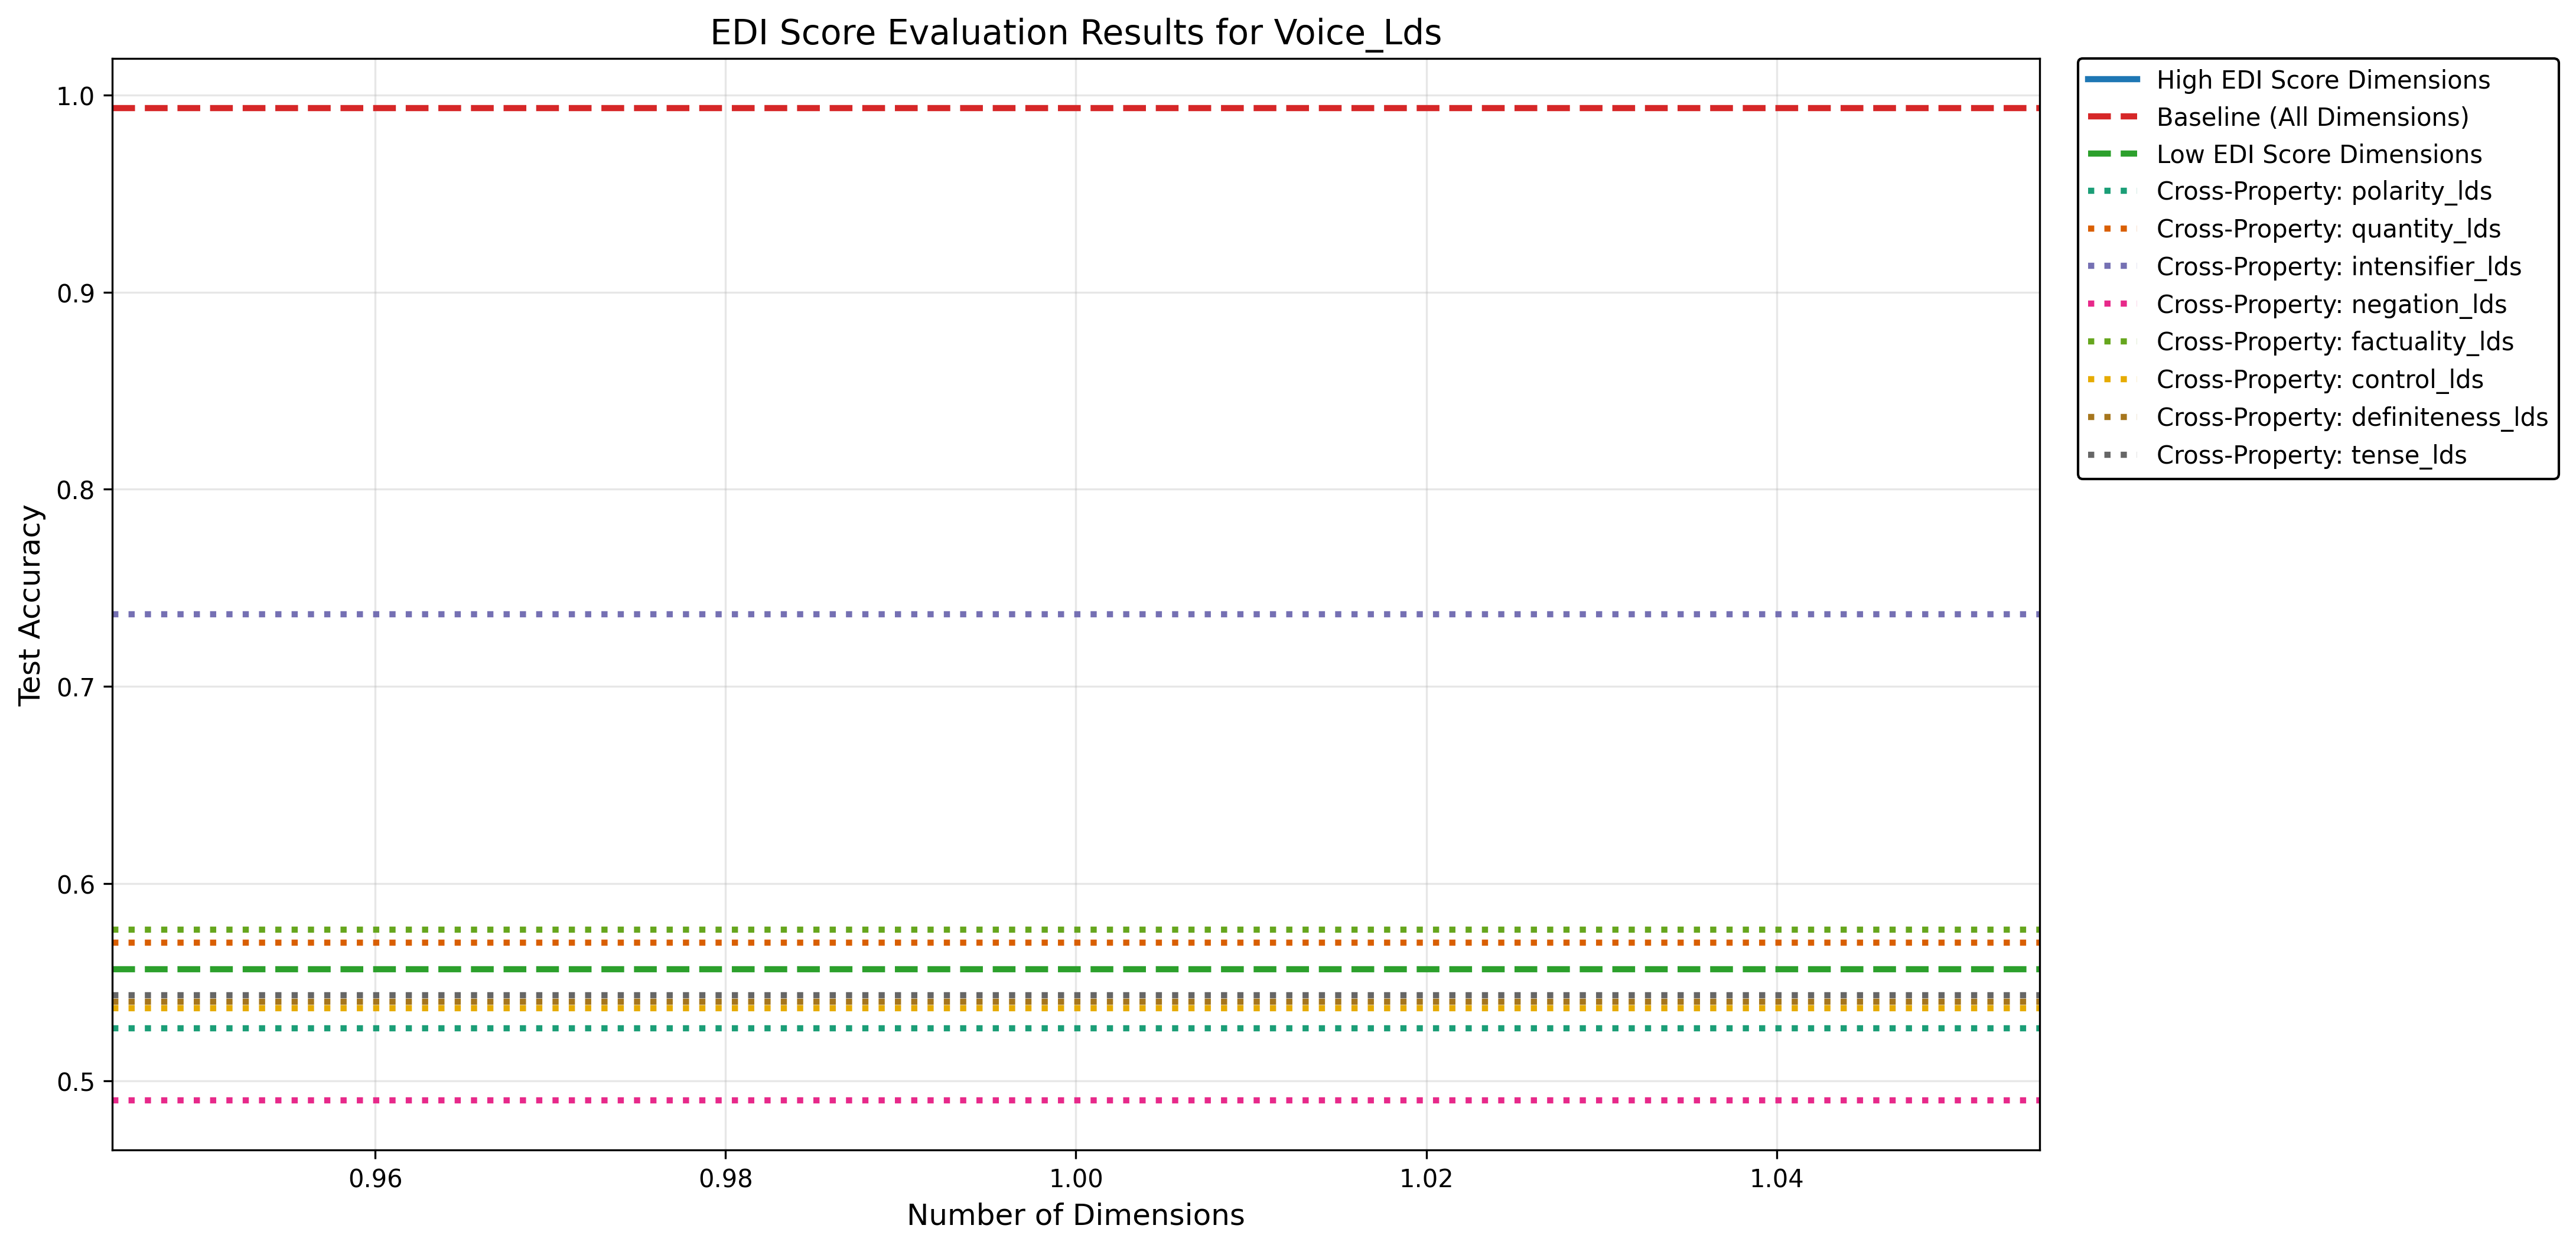 EDI Score Evaluation Results for Voice_Lds
Test Accuracy
1.0
0.9
0.8
0.7
0.6
0.5
0.96
0.98
1.00
1.02
1.04
Number of Dimensions
High EDI Score Dimensions
Baseline (All Dimensions)
Low EDI Score Dimensions
Cross-Property: polarity_lds
Cross-Property: quantity_lds
Cross-Property: intensifier_lds
Cross-Property: negation_lds
Cross-Property: factuality_lds
Cross-Property: control_lds
Cross-Property: definiteness_lds
Cross-Property: tense_lds